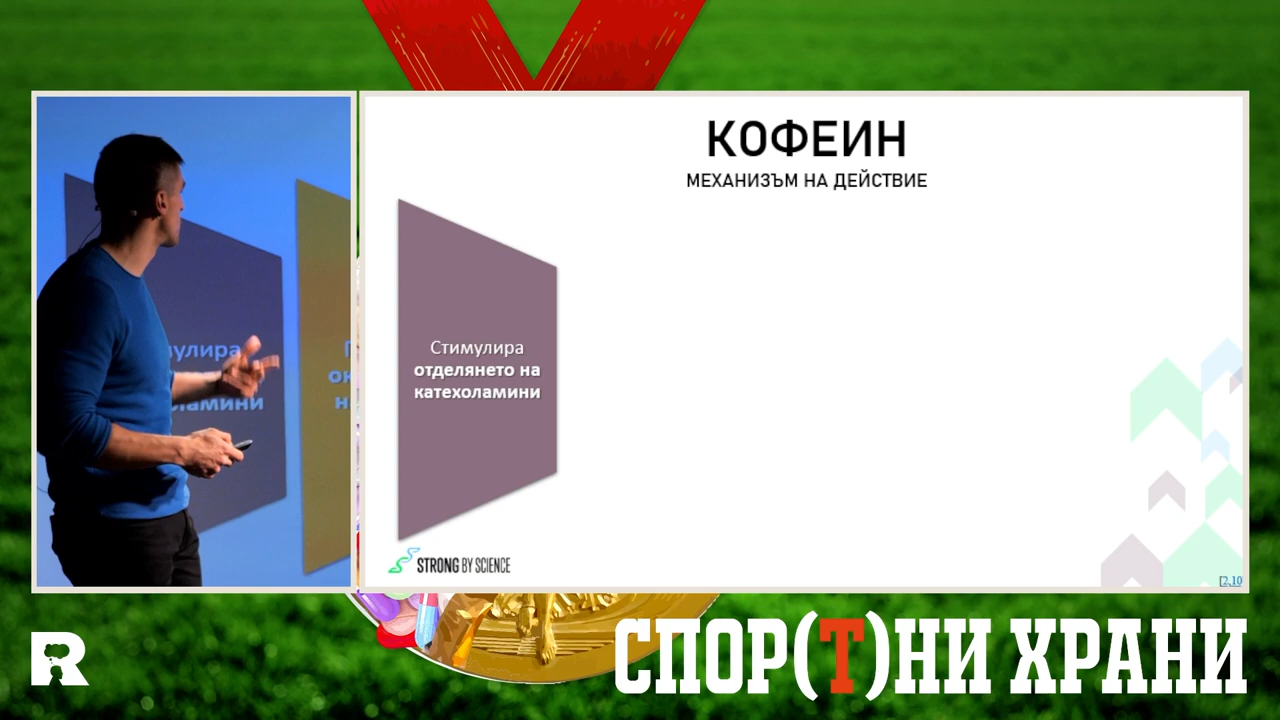 КОФЕИН
МЕХАНИЗЪМ НА ДЕЙСТВИЕ
Стимулира
отделянето на
катехоламини
STRONG BY SCIENCE
[2,10
СПОР(Т)НИ ХРАНИ
R